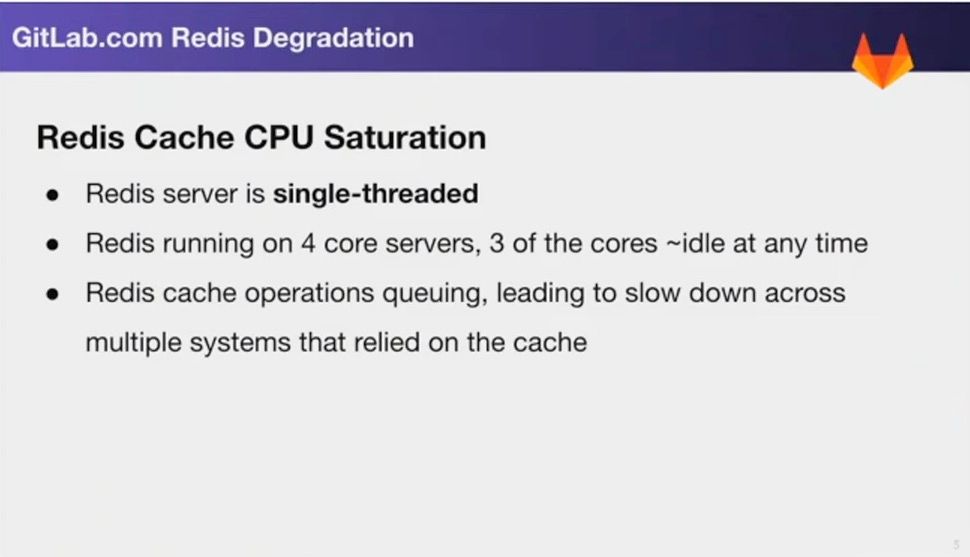 GitLab.com Redis Degradation
Redis Cache CPU Saturation
● Redis server is single-threaded
● Redis running on 4 core servers, 3 of the cores ~idle at any time
● Redis cache operations queuing, leading to slow down across
multiple systems that relied on the cache
5